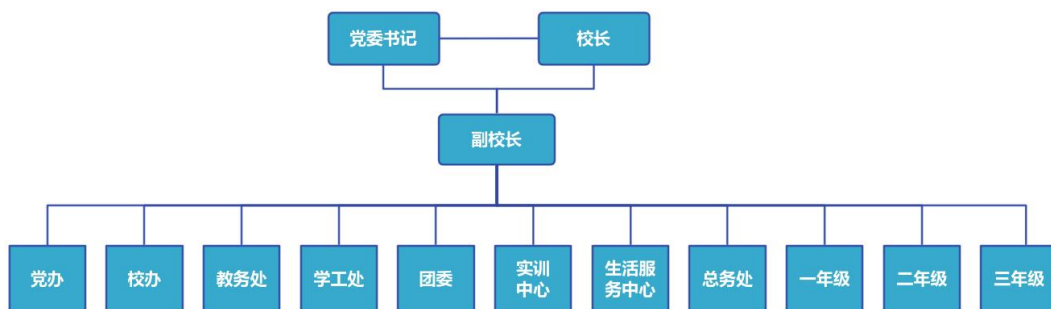 党委书记
校长
副校长
党办
校办
教务处
学工处
团委
实训
中心
生活服
务中心
总务处
一年级
二年级
三年级